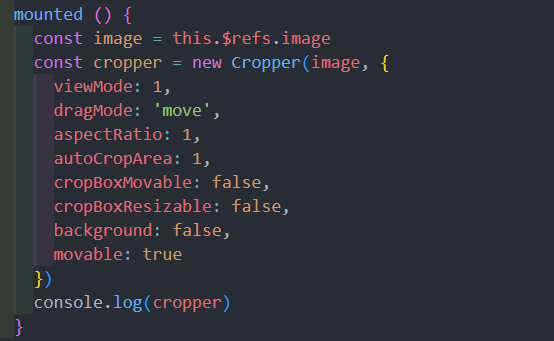 mounted () {
  const image = this.$refs.image
  const cropper = new Cropper(image, {
    viewMode: 1,
    dragMode: 'move',
    aspectRatio: 1,
    autoCropArea: 1,
    cropBoxMovable: false,
    cropBoxResizable: false,
    background: false,
    movable: true
  })
  console.log(cropper)
}